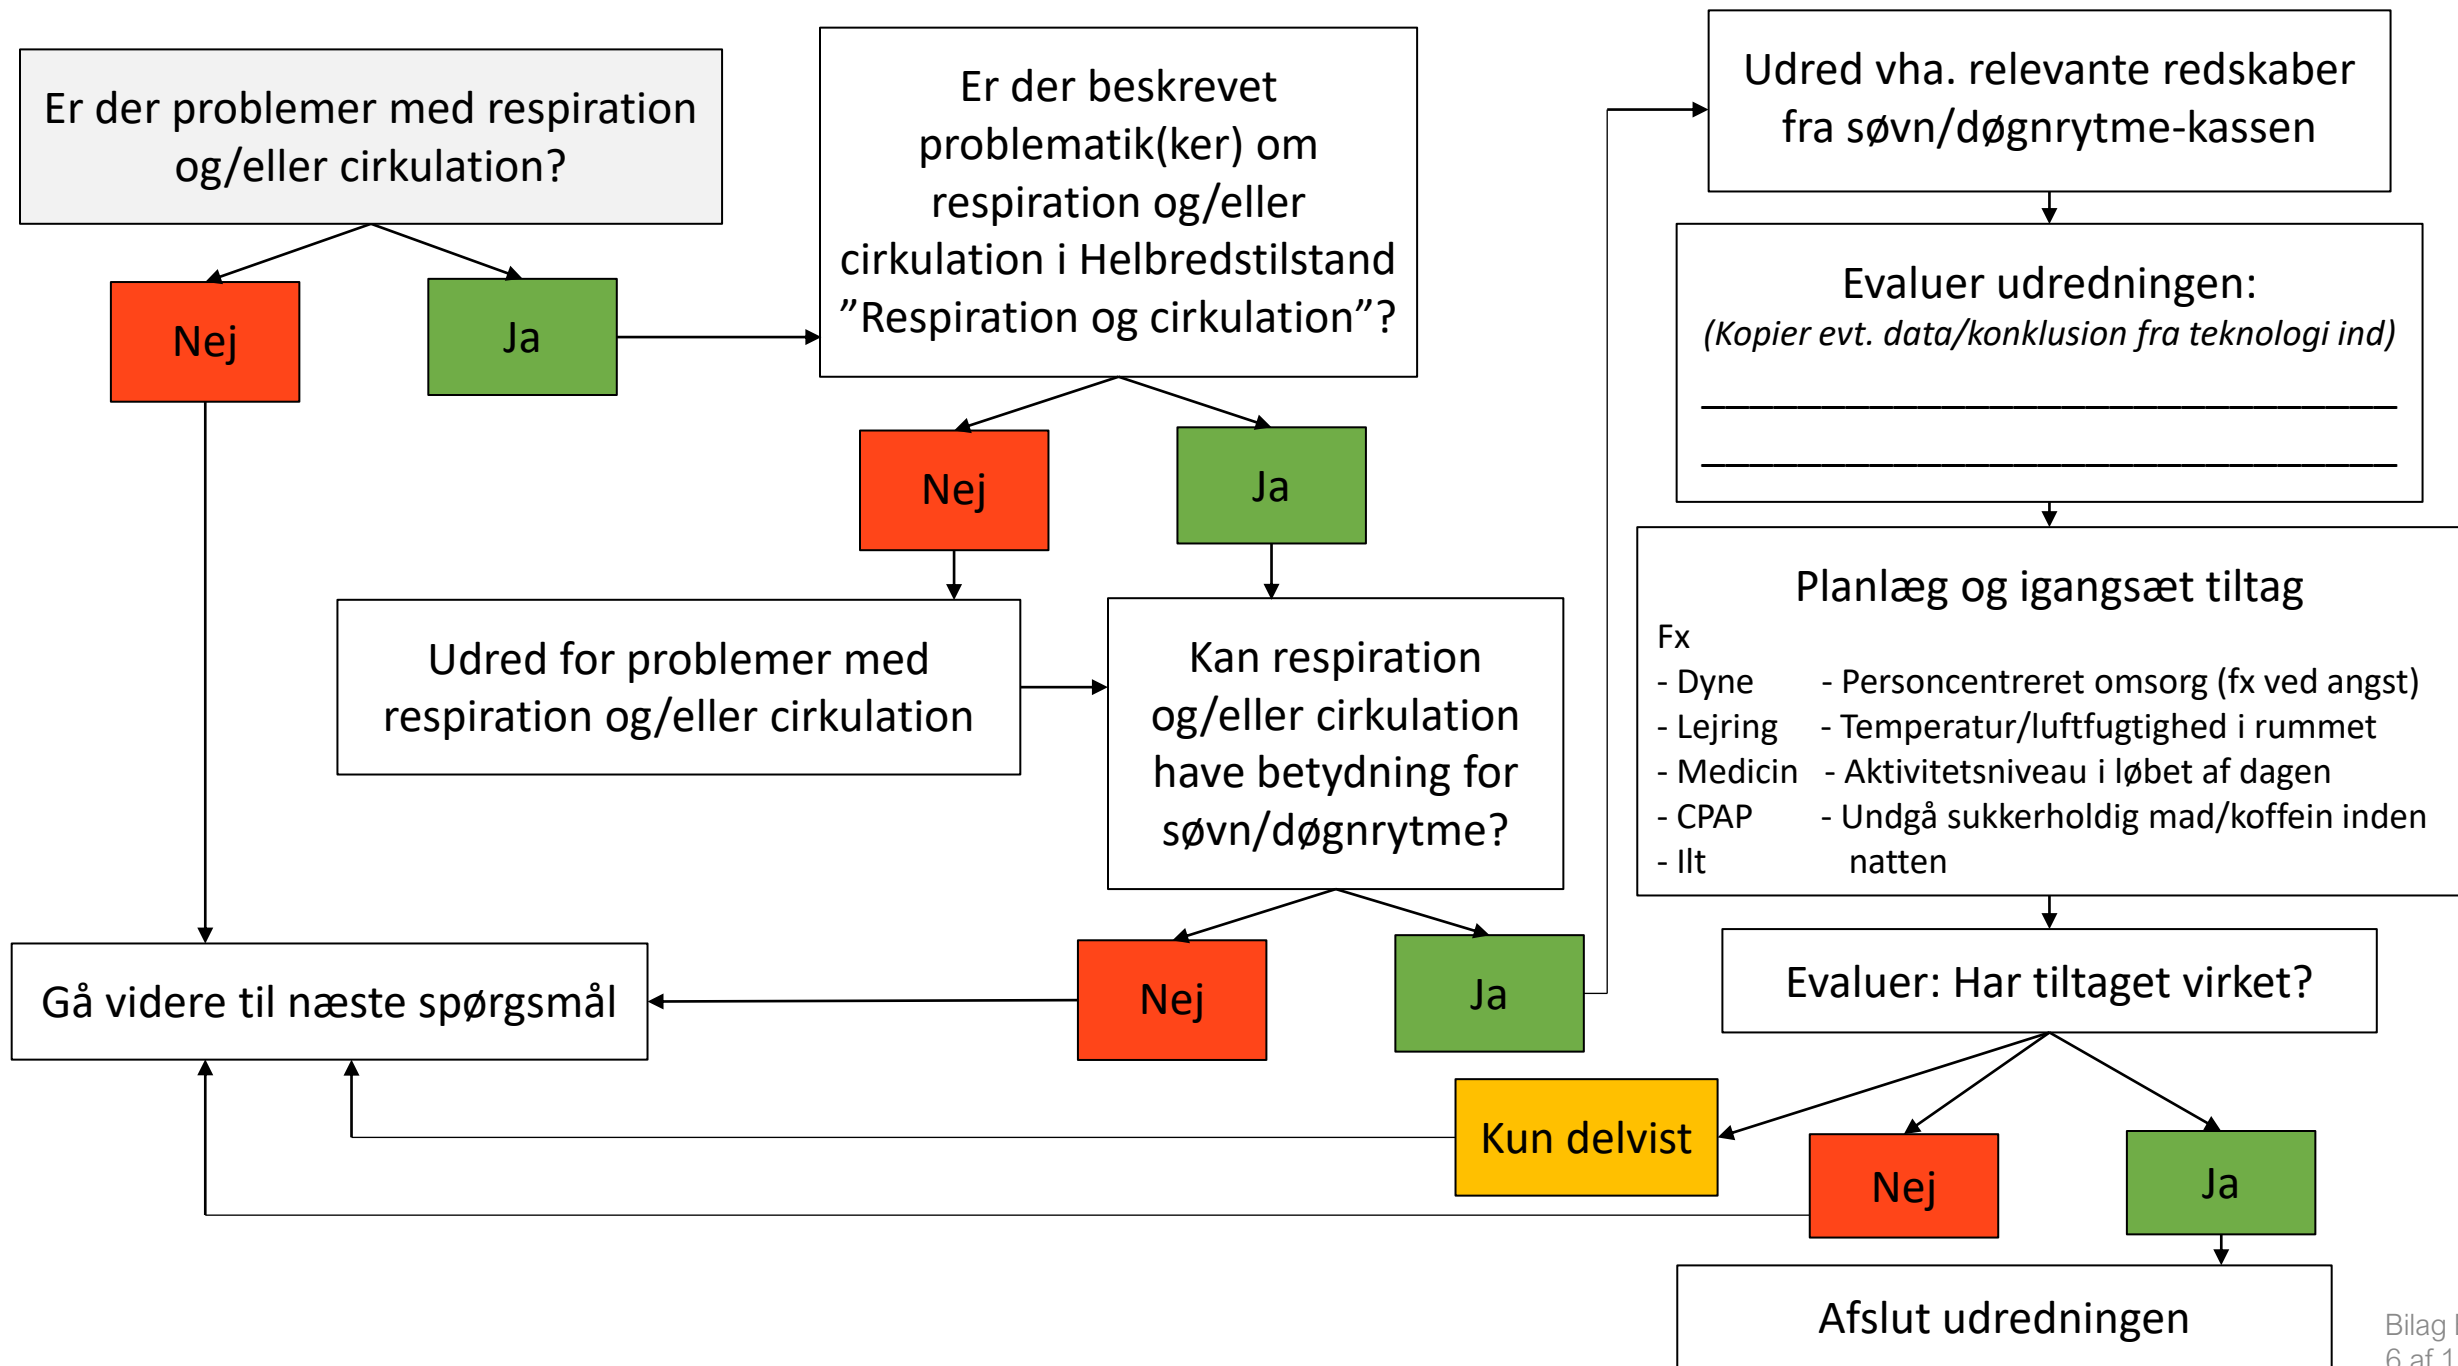 Er der problemer med respiration
og/eller cirkulation?
Nej
Ja
Er der beskrevet
problematik(ker) om
respiration og/eller
cirkulation i Helbredstilstand
”Respiration og cirkulation”?
Nej
Ja
Udred for problemer med
respiration og/eller cirkulation
Kan respiration
og/eller cirkulation
have betydning for
søvn/døgnrytme?
Nej
Ja
Gå videre til næste spørgsmål
Udred vha. relevante redskaber
fra søvn/døgnrytme-kassen
Evaluer udredningen:
(Kopier evt. data/konklusion fra teknologi ind)
Planlæg og igangsæt tiltag
Fx
- Dyne - Personcentreret omsorg (fx ved angst)
- Lejring - Temperatur/luftfugtighed i rummet
- Medicin - Aktivitetsniveau i løbet af dagen
- CPAP - Undgå sukkerholdig mad/koffein inden
- Ilt natten
Evaluer: Har tiltaget virket?
Kun delvist
Nej
Ja
Afslut udredningen
Bilag
6 af